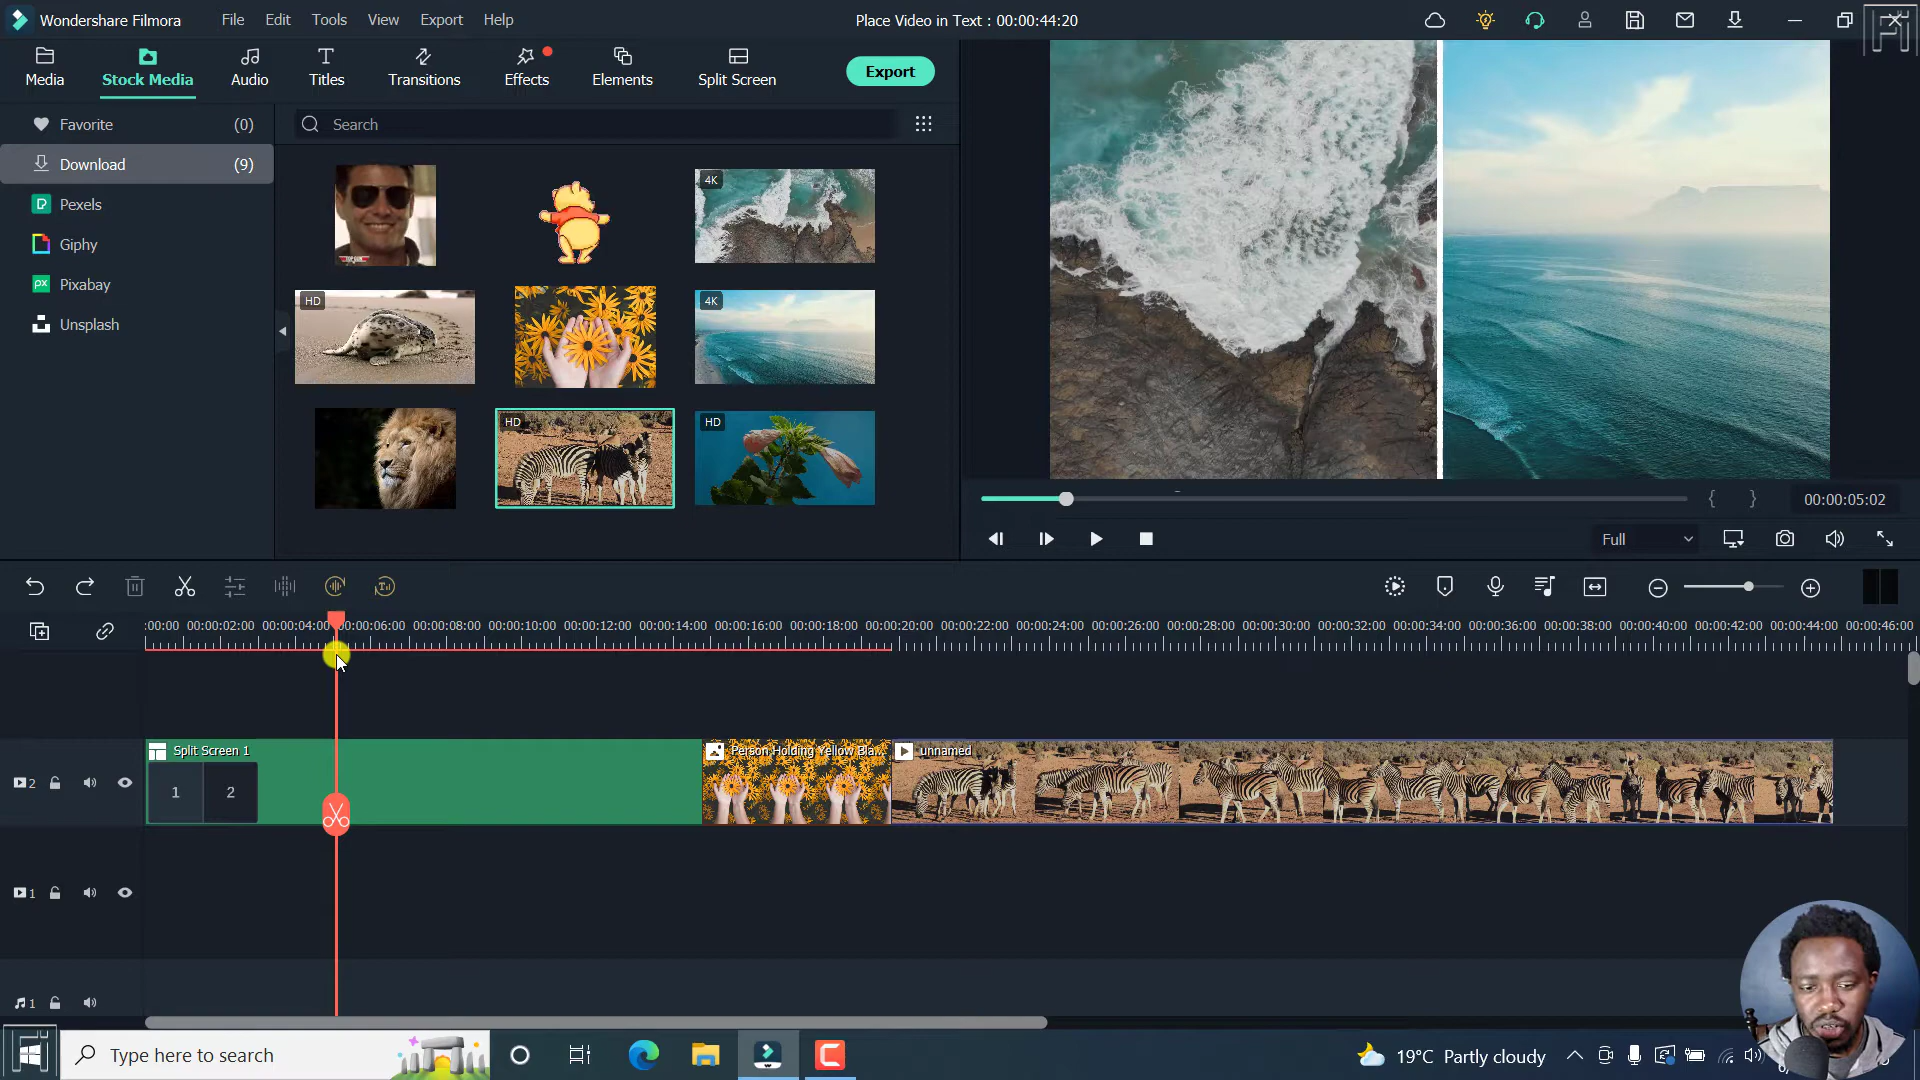 Wondershare Filmora
File Edit Tools View Export Help
Place Video in Text : 00:00:44:20
Media
Stock Media
Audio
Titles
Transitions
Effects
Elements
Split Screen
Export
Favorite (0)
Download (9)
Pexels
Giphy
Pixabay
Unsplash
Search
TOP GUN
4K
HD
4K
HD
HD
00:00:05:02
Full
:00:00 00:00:02:00 00:00:04:00 00:00:06:00 00:00:08:00 00:00:10:00 00:00:12:00 00:00:14:00 00:00:16:00 00:00:18:00 00:00:20:00 00:00:22:00 00:00:24:00 00:00:26:00 00:00:28:00 00:00:30:00 00:00:32:00 00:00:34:00 00:00:36:00 00:00:38:00 00:00:40:00 00:00:42:00 00:00:44:00 00:00:46:00
Split Screen 1
1 2
Person Holding Yellow Bla...
unnamed
2
1
1
Type here to search
19°C Partly cloudy